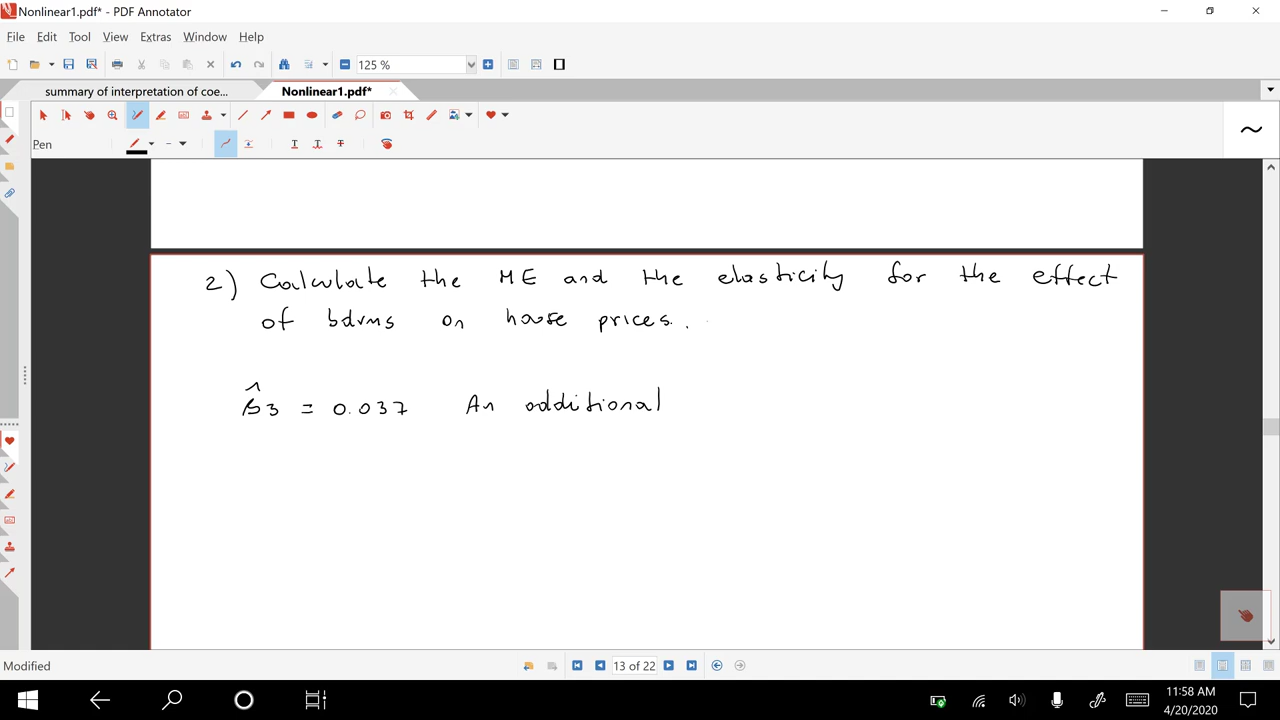 Nonlinear1.pdf* - PDF Annotator
File Edit Tool View Extras Window Help
125 %
summary of interpretation of coe... Nonlinear1.pdf*
Pen
2) Calculate the ME and the elasticity for the effect
of bdrms on house prices.
β̂3 = 0.037 An additional
Modified
13 of 22
11:58 AM
4/20/2020